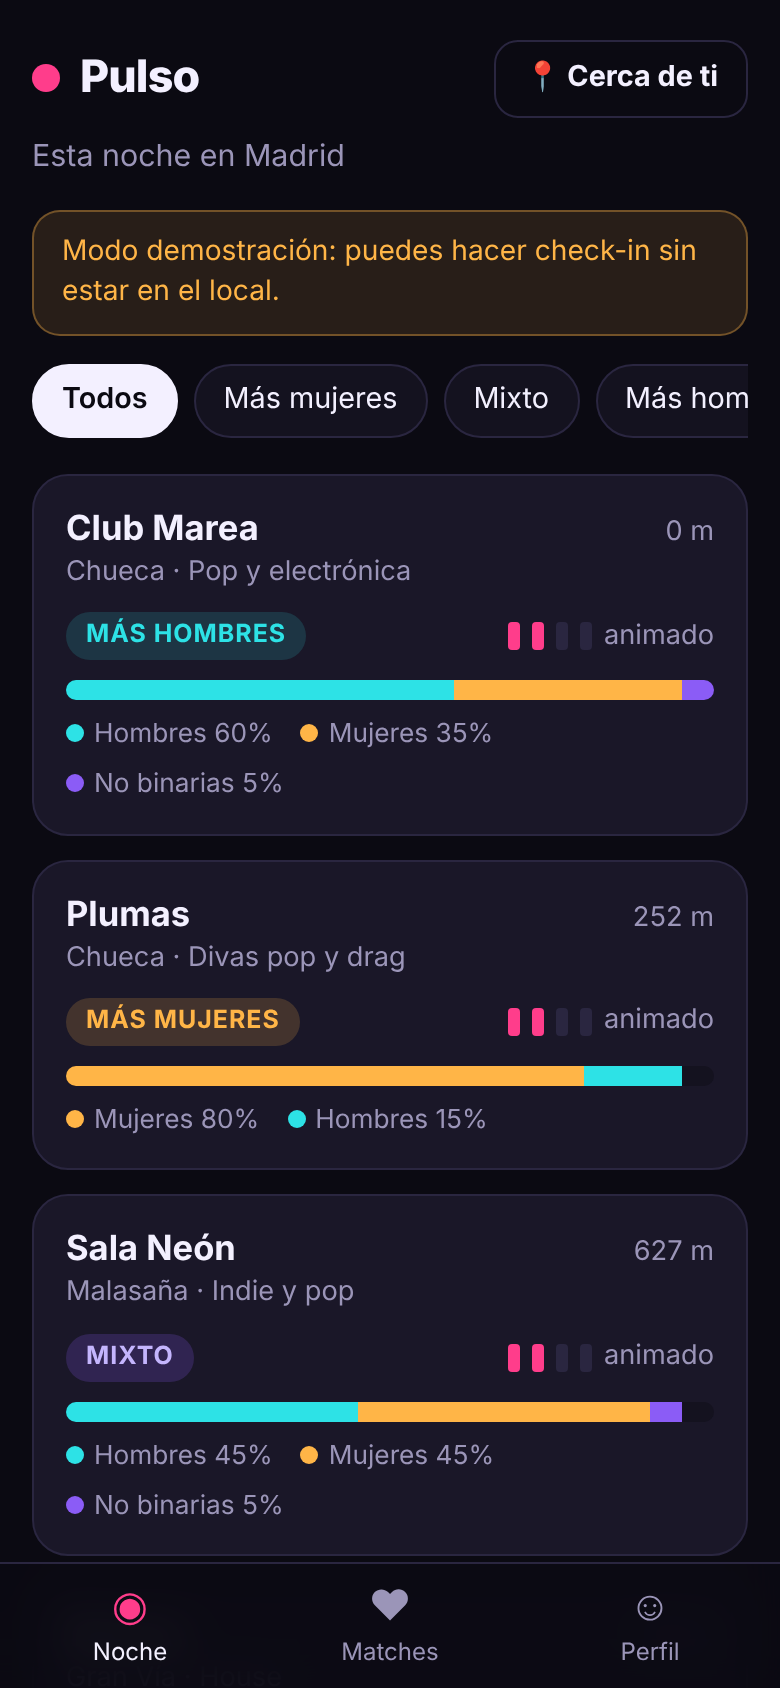 Pulso
📍 Cerca de ti
Esta noche en Madrid
Modo demostración: puedes hacer check-in sin
estar en el local.
Todos
Más mujeres
Mixto
Más hom
Club Marea
0 m
Chueca · Pop y electrónica
MÁS HOMBRES
animado
Hombres 60%
Mujeres 35%
No binarias 5%
Plumas
252 m
Chueca · Divas pop y drag
MÁS MUJERES
animado
Mujeres 80%
Hombres 15%
Sala Neón
627 m
Malasaña · Indie y pop
MIXTO
animado
Hombres 45%
Mujeres 45%
No binarias 5%
Noche
Matches
Perfil
Gran Vía · House